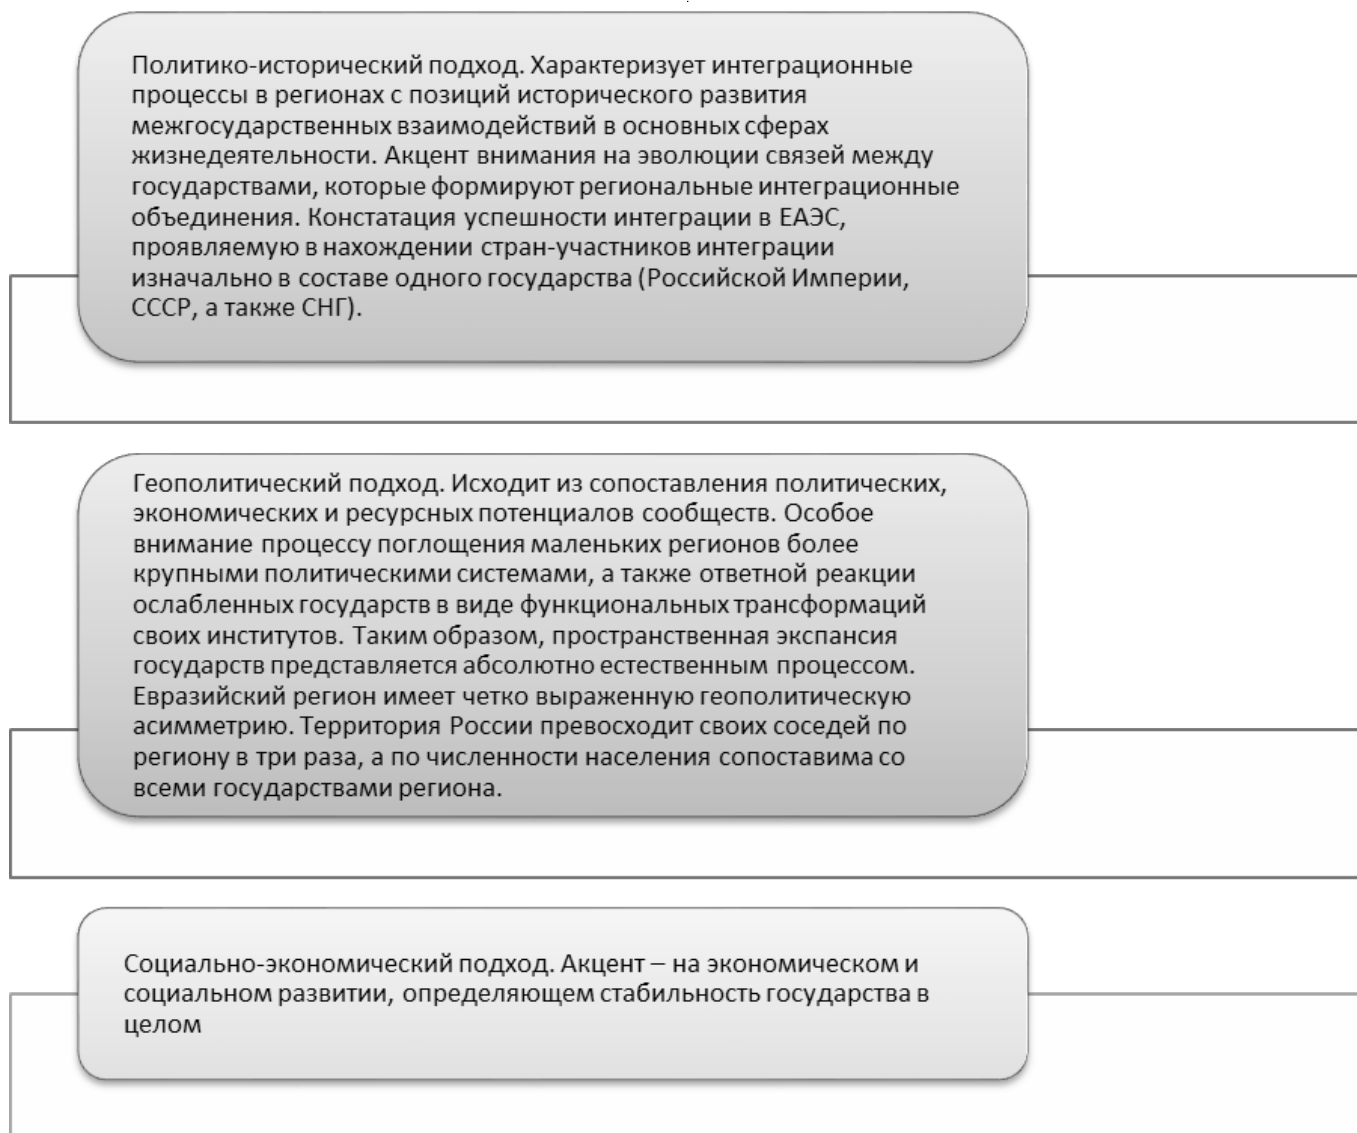 Политико-исторический подход. Характеризует интеграционные
процессы в регионах с позиций исторического развития
межгосударственных взаимодействий в основных сферах
жизнедеятельности. Акцент внимания на эволюции связей между
государствами, которые формируют региональные интеграционные
объединения. Констатация успешности интеграции в ЕАЭС,
проявляемую в нахождении стран-участников интеграции
изначально в составе одного государства (Российской Империи,
СССР, а также СНГ).
Геополитический подход. Исходит из сопоставления политических,
экономических и ресурсных потенциалов сообществ. Особое
внимание процессу поглощения маленьких регионов более
крупными политическими системами, а также ответной реакции
ослабленных государств в виде функциональных трансформаций
своих институтов. Таким образом, пространственная экспансия
государств представляется абсолютно естественным процессом.
Евразийский регион имеет четко выраженную геополитическую
асимметрию. Территория России превосходит своих соседей по
региону в три раза, а по численности населения сопоставима со
всеми государствами региона.
Социально-экономический подход. Акцент – на экономическом и
социальном развитии, определяющем стабильность государства в
целом